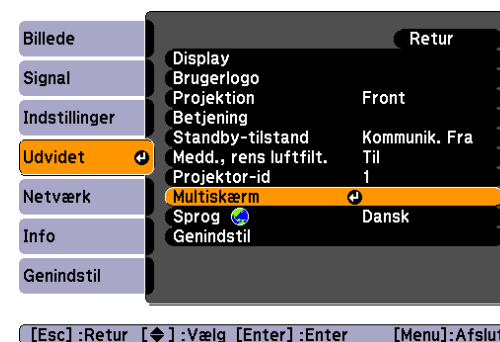 Billede
Signal
Indstillinger
Udvidet
Netværk
Info
Genindstil
Retur
Display
Brugerlogo
Projektion Front
Betjening
Standby-tilstand Kommunik. Fra
Medd., rens luftfilt. Til
Projektor-id 1
Multiskærm
Sprog Dansk
Genindstil
[Esc] :Retur [ ] :Vælg [Enter] :Enter [Menu]:Afslut